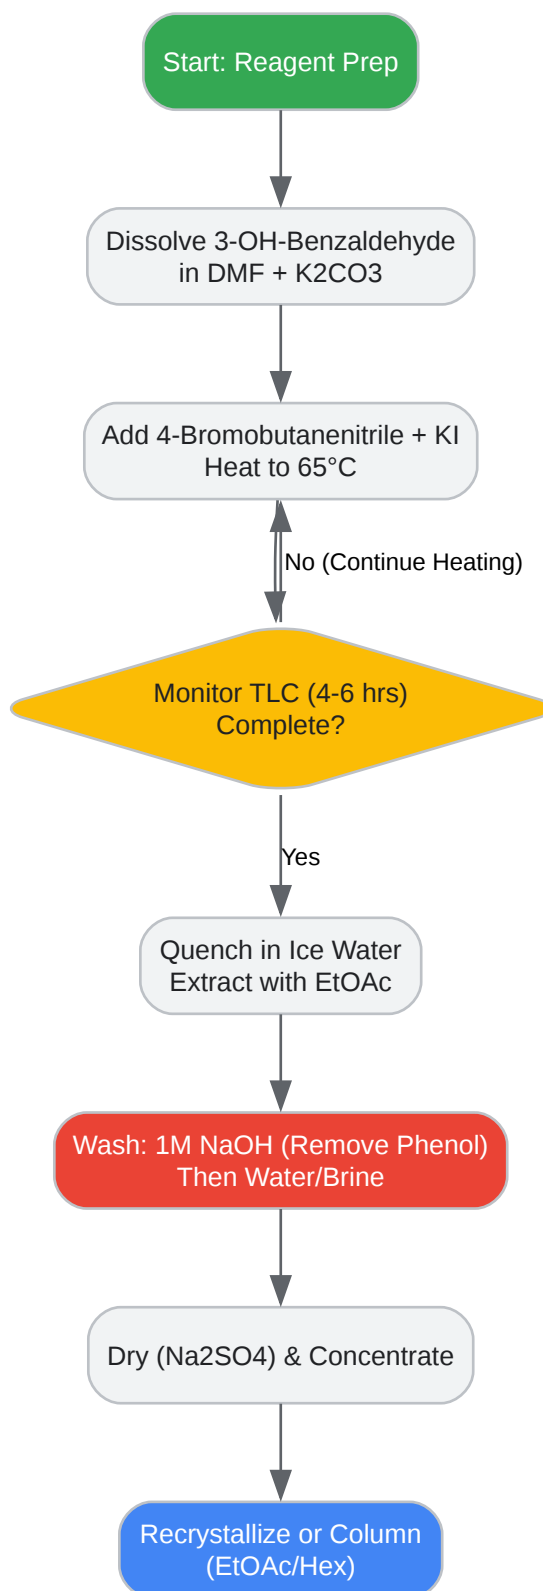 Start: Reagent Prep
Dissolve 3-OH-Benzaldehyde
in DMF + K2CO3
Add 4-Bromobutanenitrile + KI
Heat to 65°C
No (Continue Heating)
Monitor TLC (4-6 hrs)
Complete?
Yes
Quench in Ice Water
Extract with EtOAc
Wash: 1M NaOH (Remove Phenol)
Then Water/Brine
Dry (Na2SO4) & Concentrate
Recrystallize or Column
(EtOAc/Hex)